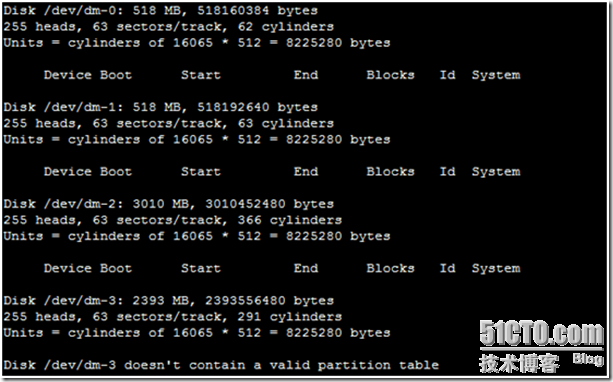 Disk /dev/dm-0: 518 MB, 518160384 bytes
255 heads, 63 sectors/track, 62 cylinders
Units = cylinders of 16065 * 512 = 8225280 bytes
Device Boot Start End Blocks Id System
Disk /dev/dm-1: 518 MB, 518192640 bytes
255 heads, 63 sectors/track, 63 cylinders
Units = cylinders of 16065 * 512 = 8225280 bytes
Device Boot Start End Blocks Id System
Disk /dev/dm-2: 3010 MB, 3010452480 bytes
255 heads, 63 sectors/track, 366 cylinders
Units = cylinders of 16065 * 512 = 8225280 bytes
Device Boot Start End Blocks Id System
Disk /dev/dm-3: 2393 MB, 2393556480 bytes
255 heads, 63 sectors/track, 291 cylinders
Units = cylinders of 16065 * 512 = 8225280 bytes
Disk /dev/dm-3 doesn't contain a valid partition table
51CTO.com
技术博客 Blog